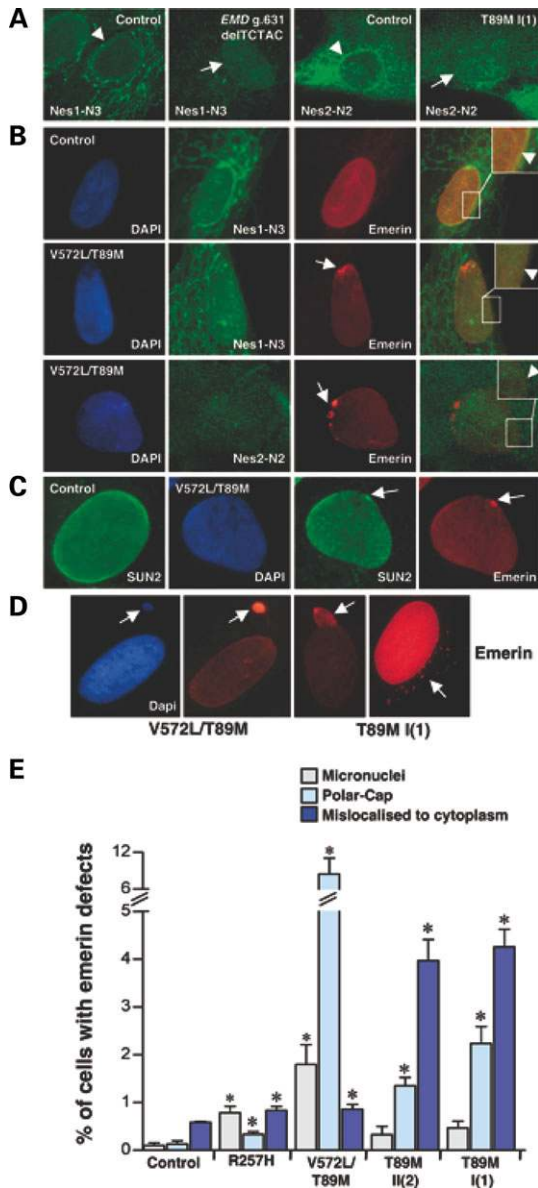 A
Control
EMD g.631
delTCTAC
Control
T89M I(1)
Nes1-N3
Nes1-N3
Nes2-N2
Nes2-N2
B
Control
DAPI
Nes1-N3
Emerin
V572L/T89M
DAPI
Nes1-N3
Emerin
V572L/T89M
DAPI
Nes2-N2
Emerin
C
Control
V572L/T89M
SUN2
DAPI
SUN2
Emerin
D
Dapi
Emerin
V572L/T89M
T89M I(1)
E
Micronuclei
Polar-Cap
Mislocalised to cytoplasm
% of cells with emerin defects
12
6
5
4
2
1
0
* * * * * * * * * *
Control
R257H
V572L/
T89M
T89M
II(2)
T89M
I(1)